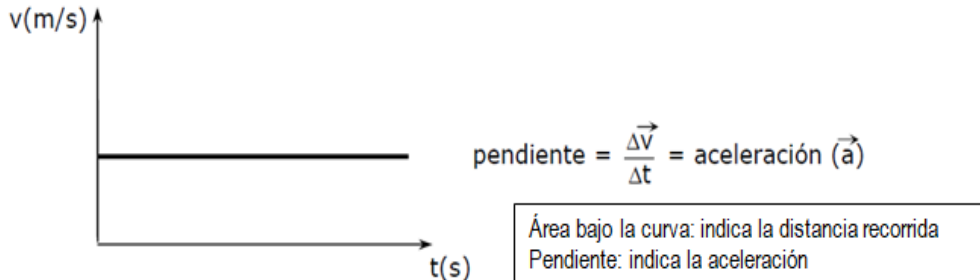 v(m/s)
pendiente = Δv⃗/Δt = aceleración (a⃗)
Área bajo la curva: indica la distancia recorrida
Pendiente: indica la aceleración
t(s)